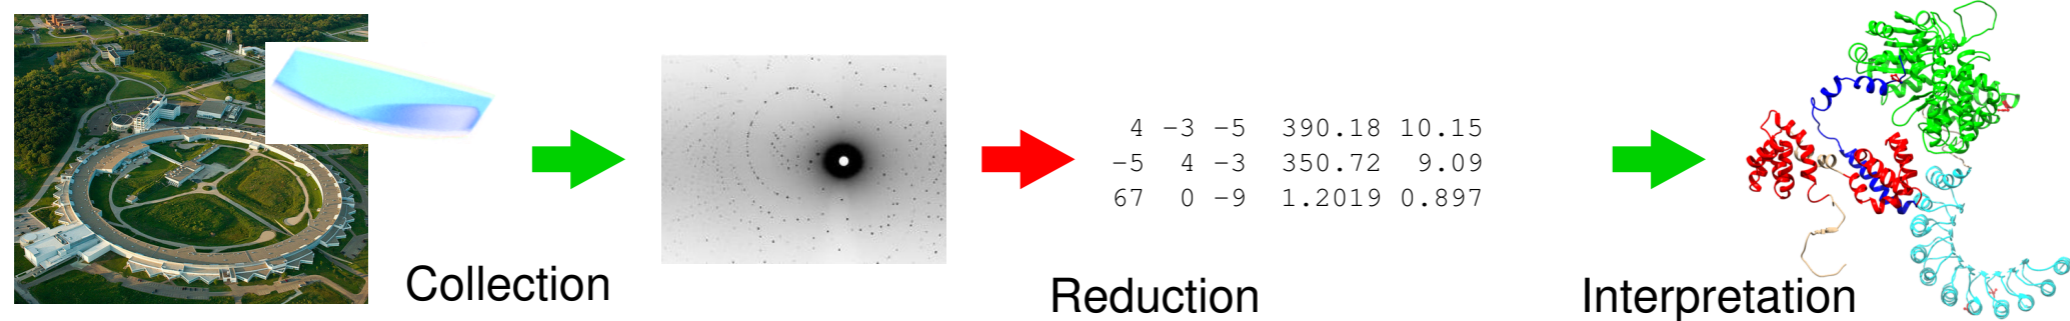 4 −3 −5 390.18 10.15
−5 4 −3 350.72 9.09
67 0 −9 1.2019 0.897
Collection
Reduction
Interpretation